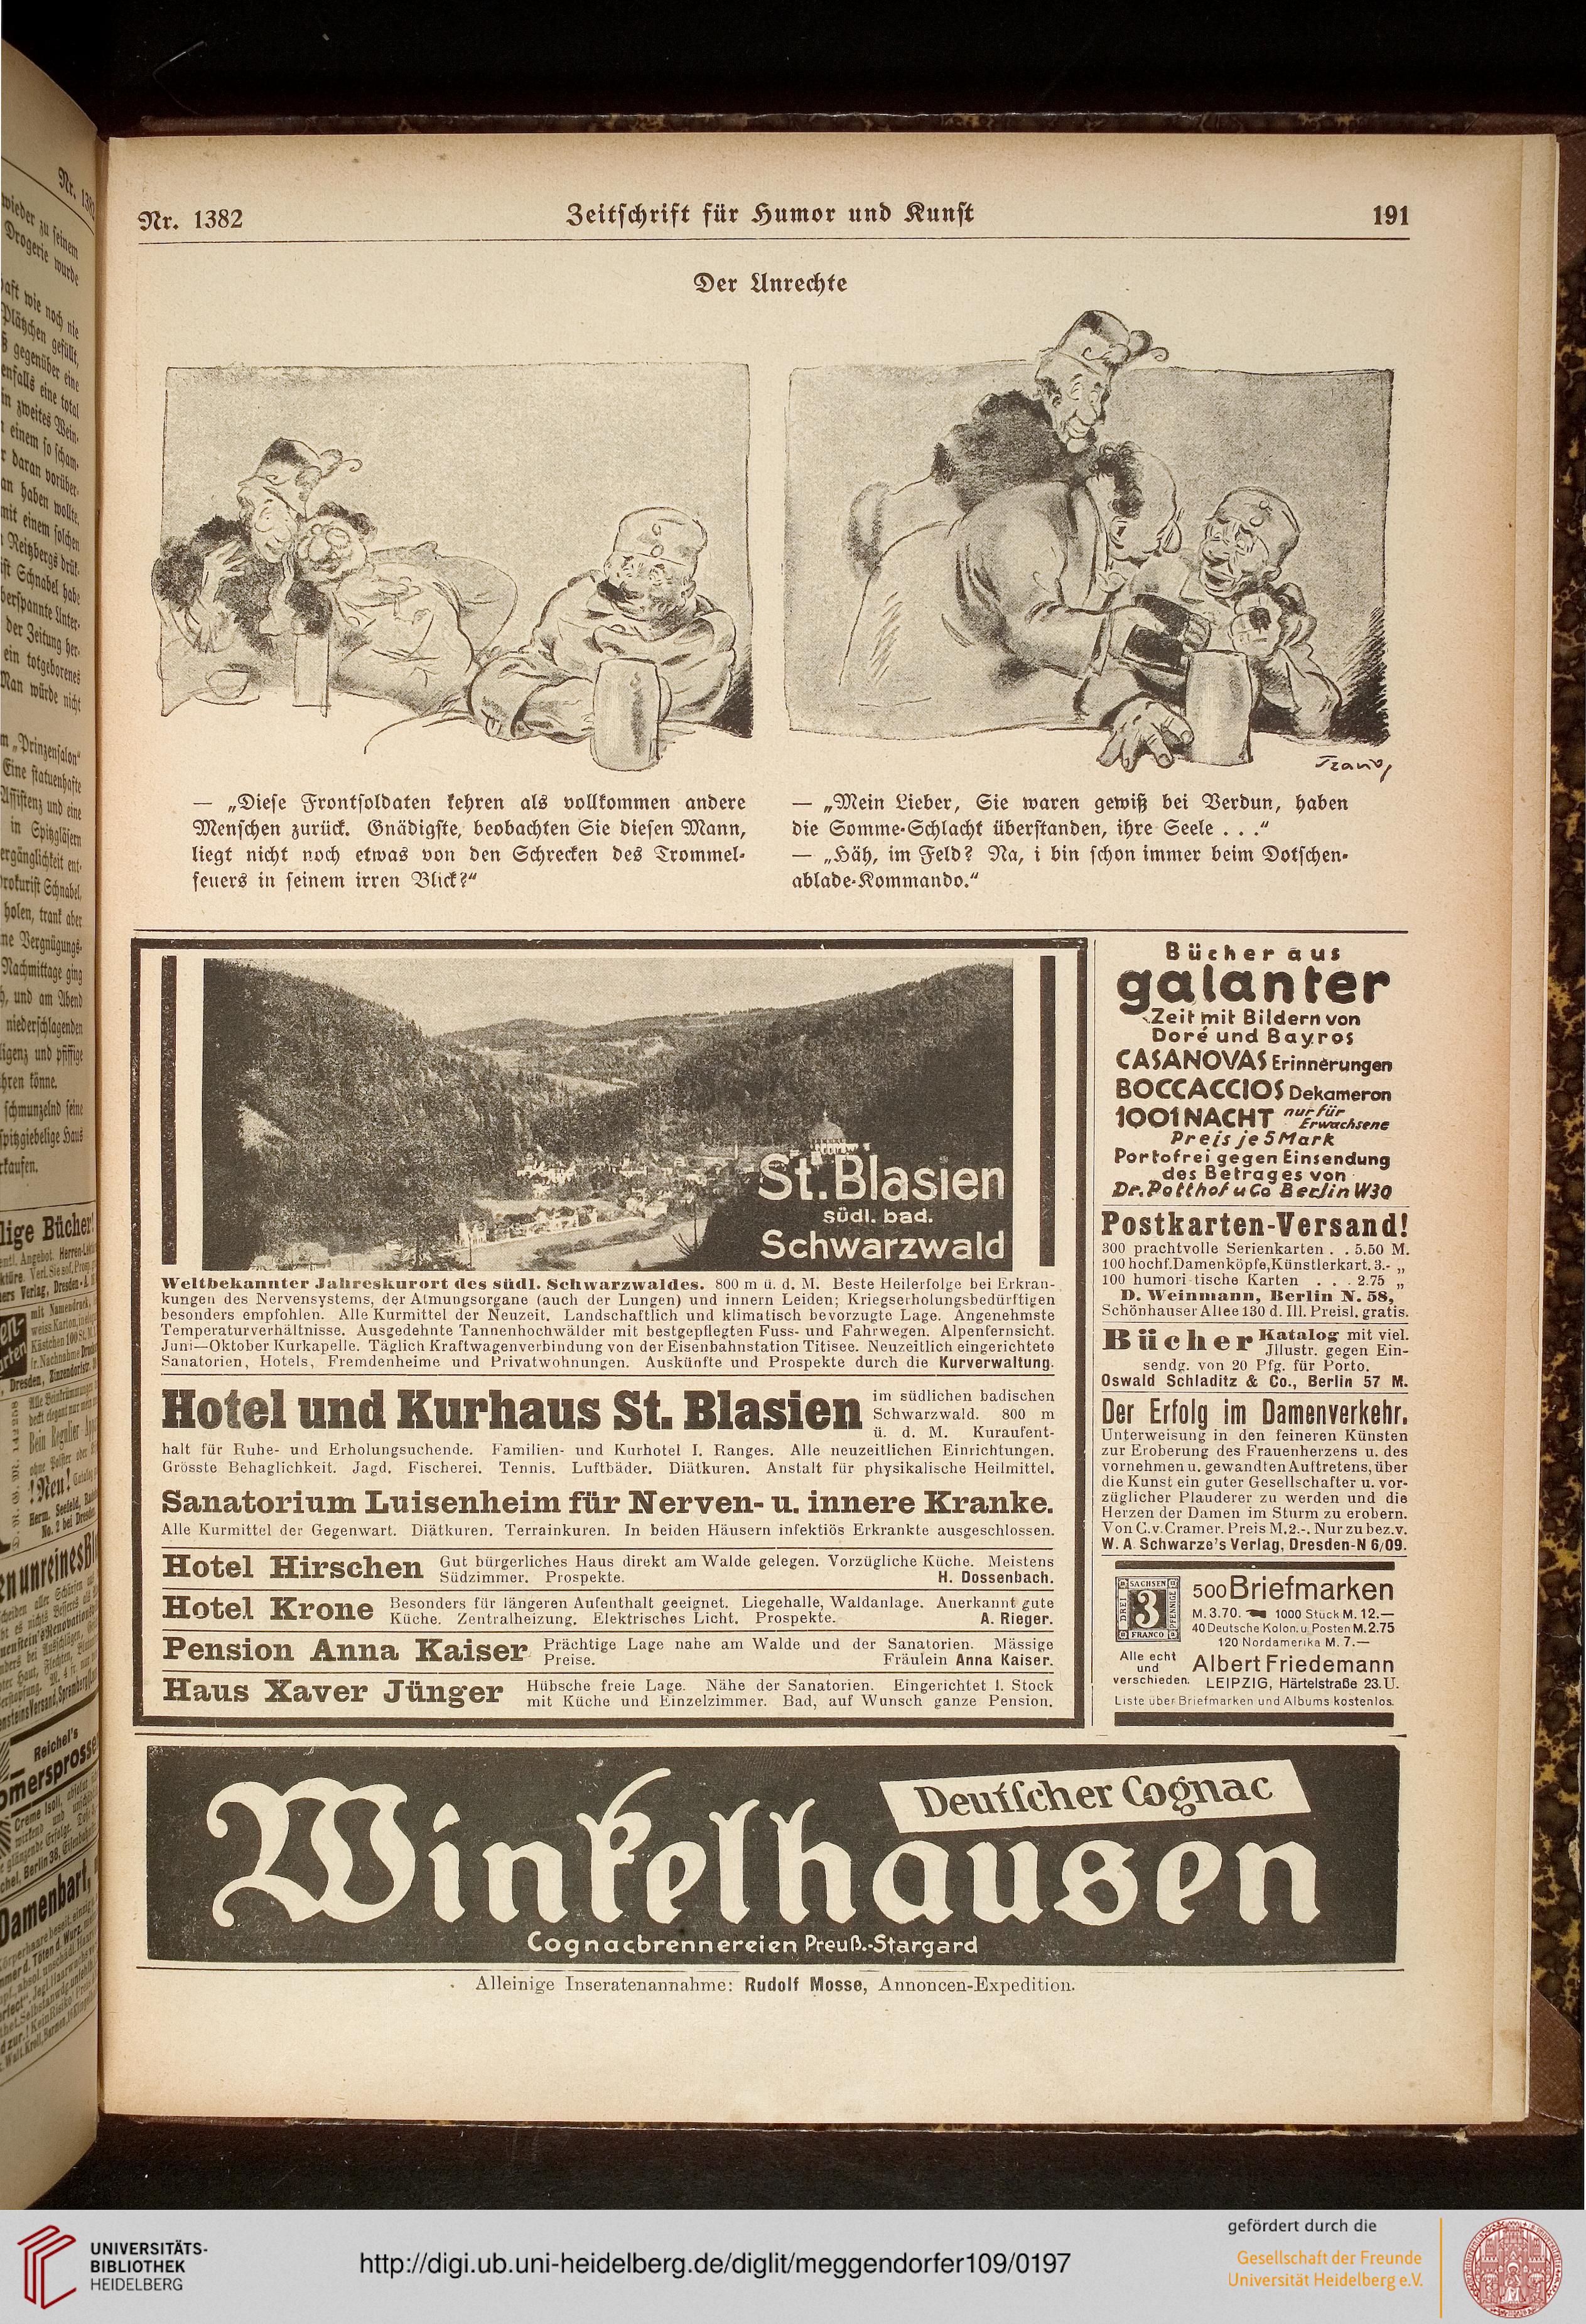 Nr. 1382
Zeitschrift für Humor und Kunst
191
Der Unrechte
— „Diese Frontsoldaten kehren als vollkommen andere
Menschen zurück. Gnädigste, beobachten Sie diesen Mann,
liegt nicht noch etwas von den Schrecken des Trommel-
feuers in seinem irren Blick?“
— „Mein Lieber, Sie waren gewiß bei Verdun, haben
die Somme-Schlacht überstanden, ihre Seele . . .“
— „Häh, im Feld? Na, i bin schon immer beim Dotschen-
ablade-Kommando.“
St. Blasien
südl. bad.
Schwarzwald
Weltbekannter Jahreskurort des südl. Schwarzwaldes. 800 m ü. d. M. Beste Heilerfolge bei Erkran-
kungen des Nervensystems, der Atmungsorgane (auch der Lungen) und innern Leiden; Kriegserholungsbedürftigen
besonders empfohlen. Alle Kurmittel der Neuzeit. Landschaftlich und klimatisch bevorzugte Lage. Angenehmste
Temperaturverhältnisse. Ausgedehnte Tannenhochwälder mit bestgepflegten Fuss- und Fahrwegen. Alpenfernsicht.
Juni—Oktober Kurkapelle. Täglich Kraftwagenverbindung von der Eisenbahnstation Titisee. Neuzeitlich eingerichtete
Sanatorien, Hotels, Fremdenheime und Privatwohnungen. Auskünfte und Prospekte durch die Kurverwaltung.
Hotel und Kurhaus St. Blasien im südlichen badischen
Schwarzwald. 800 m
ü. d. M. Kuraufent-
halt für Ruhe- und Erholungsuchende. Familien- und Kurhotel I. Ranges. Alle neuzeitlichen Einrichtungen.
Grösste Behaglichkeit. Jagd. Fischerei. Tennis. Luftbäder. Diätkuren. Anstalt für physikalische Heilmittel.
Sanatorium Luisenheim für Nerven- u. innere Kranke.
Alle Kurmittel der Gegenwart. Diätkuren. Terrainkuren. In beiden Häusern infektiös Erkrankte ausgeschlossen.
Hotel Hirschen Gut bürgerliches Haus direkt am Walde gelegen. Vorzügliche Küche. Meistens
Südzimmer. Prospekte. H. Dossenbach.
Hotel Krone Besonders für längeren Aufenthalt geeignet. Liegehalle, Waldanlage. Anerkannt gute
Küche. Zentralheizung. Elektrisches Licht. Prospekte. A. Rieger.
Pension Anna Kaiser Prächtige Lage nahe am Walde und der Sanatorien. Mässige
Preise. Fräulein Anna Kaiser.
Haus Xaver Jünger Hübsche freie Lage. Nähe der Sanatorien. Eingerichtet 1. Stock
mit Küche und Einzelzimmer. Bad, auf Wunsch ganze Pension.
Bücher aus
galanter
Zeit mit Bildern von
Doré und Bayros
CASANOVAS Erinnerungen
BOCCACCIOS Dekameron
1001 NACHT nur für
Erwachsene
Preis je 5 Mark
Portofrei gegen Einsendung
des Betrages von
Dr. Potthof u Co Berlin W30
Postkarten-Versand!
300 prachtvolle Serienkarten . . 5.50 M.
100 hochf. Damenköpfe, Künstlerkart. 3.- „
100 humoristische Karten . . . 2.75 „
D. Weinmann, Berlin N. 58,
Schönhauser Allee 130 d. Ill. Preisl. gratis.
Bücher Katalog mit viel.
Jllustr. gegen Ein-
sendg. von 20 Pfg. für Porto.
Oswald Schladitz & Co., Berlin 57 M.
Der Erfolg im Damenverkehr.
Unterweisung in den feineren Künsten
zur Eroberung des Frauenherzens u. des
vornehmen u. gewandten Auftretens, über
die Kunst ein guter Gesellschafter u. vor-
züglicher Plauderer zu werden und die
Herzen der Damen im Sturm zu erobern.
Von C. v. Cramer. Preis M. 2.-. Nur zu bez. v.
W. A. Schwarze's Verlag, Dresden-N 6/09.
SACHSEN
DREI 3 PFENNIGE
FRANCO
500 Briefmarken
M. 3.70. 1000 Stück M. 12.—
40 Deutsche Kolon. u. Posten M. 2.75
120 Nordamerika M. 7.—
Alle echt
und
verschieden.
Albert Friedemann
LEIPZIG, Härtelstraße 23. U.
Liste über Briefmarken und Albums kostenlos.
Deutscher Cognac
Winkelhausen
Cognacbrennereien Preuß.-Stargard
Alleinige Inseratenannahme: Rudolf Mosse, Annoncen-Expedition.
UNIVERSITÄTS-
BIBLIOTHEK
HEIDELBERG
http://digi.ub.uni-heidelberg.de/diglit/meggendorfer109/0197
gefördert durch die
Gesellschaft der Freunde
Universität Heidelberg e.V.